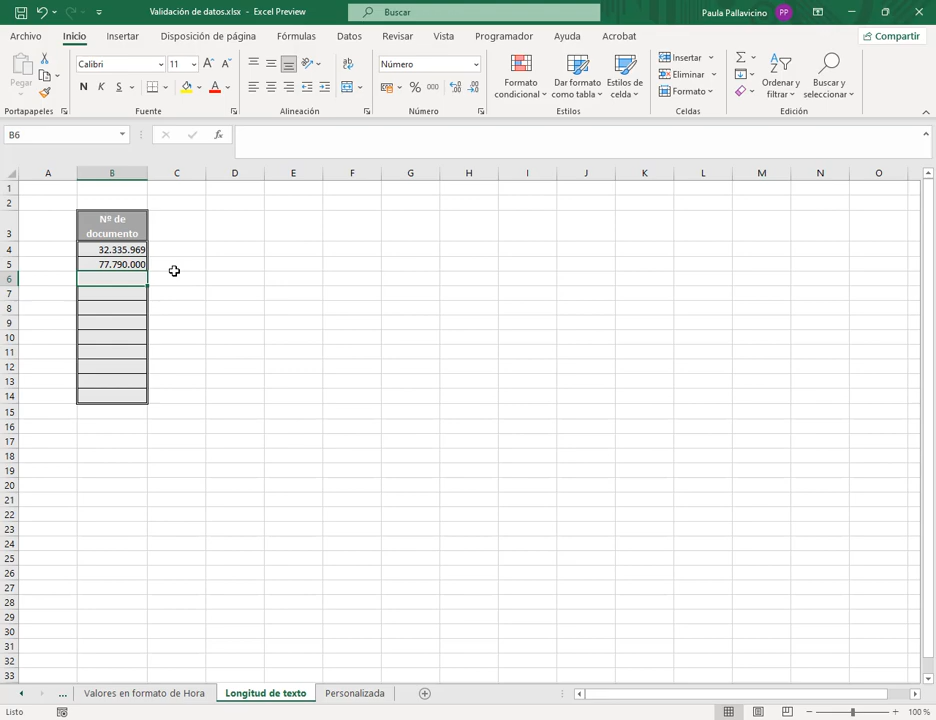 Validación de datos.xlsx - Excel Preview
Buscar
Paula Pallavicino PP
Archivo Inicio Insertar Disposición de página Fórmulas Datos Revisar Vista Programador Ayuda Acrobat Compartir
Pegar
Calibri 11
N K S
Número
% 000
Formato condicional
Dar formato como tabla
Estilos de celda
Insertar
Eliminar
Formato
Ordenar y filtrar
Buscar y seleccionar
Portapapeles Fuente Alineación Número Estilos Celdas Edición
B6 fx
A B C D E F G H I J K L M N O
1
2
3 Nº de documento
4 32.335.969
5 77.790.000
6
7
8
9
10
11
12
13
14
15
16
17
18
19
20
21
22
23
24
25
26
27
28
29
30
31
32
33
... Valores en formato de Hora Longitud de texto Personalizada
Listo 100 %